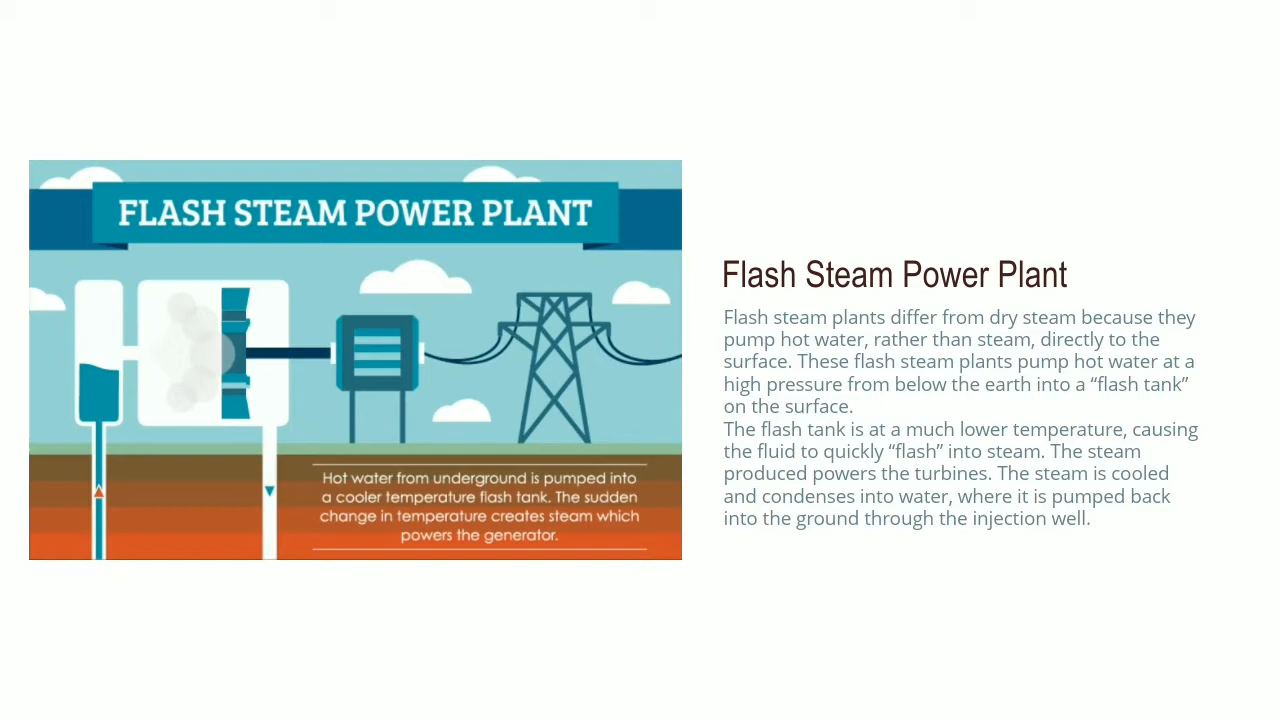 FLASH STEAM POWER PLANT
Hot water from underground is pumped into
a cooler temperature flash tank. The sudden
change in temperature creates steam which
powers the generator.
Flash Steam Power Plant
Flash steam plants differ from dry steam because they
pump hot water, rather than steam, directly to the
surface. These flash steam plants pump hot water at a
high pressure from below the earth into a “flash tank”
on the surface.
The flash tank is at a much lower temperature, causing
the fluid to quickly “flash” into steam. The steam
produced powers the turbines. The steam is cooled
and condenses into water, where it is pumped back
into the ground through the injection well.